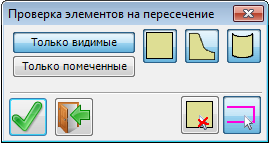 Проверка элементов на пересечение
Только видимые
Только помеченные